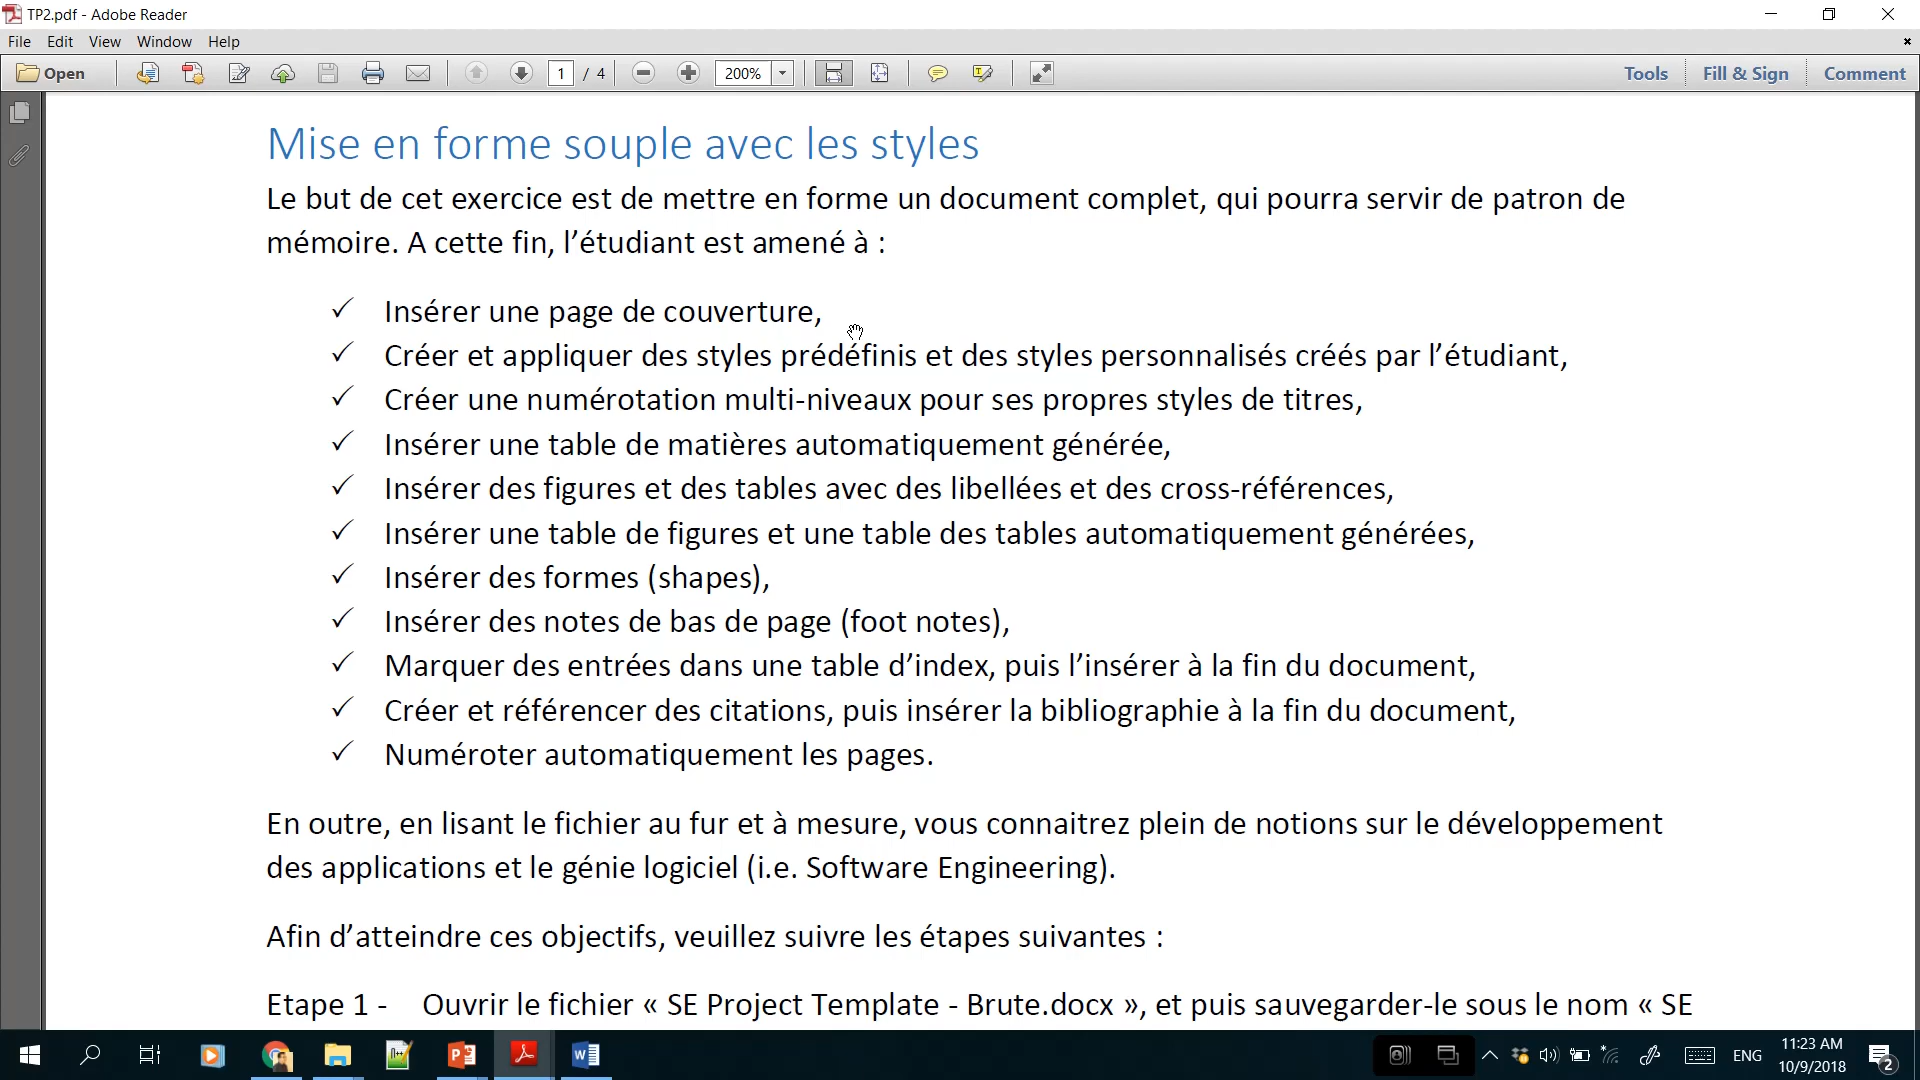 TP2.pdf - Adobe Reader
File Edit View Window Help
Open 1 / 4 200% Tools Fill & Sign Comment
Mise en forme souple avec les styles
Le but de cet exercice est de mettre en forme un document complet, qui pourra servir de patron de
mémoire. A cette fin, l’étudiant est amené à :
✓ Insérer une page de couverture,
✓ Créer et appliquer des styles prédéfinis et des styles personnalisés créés par l’étudiant,
✓ Créer une numérotation multi-niveaux pour ses propres styles de titres,
✓ Insérer une table de matières automatiquement générée,
✓ Insérer des figures et des tables avec des libellées et des cross-références,
✓ Insérer une table de figures et une table des tables automatiquement générées,
✓ Insérer des formes (shapes),
✓ Insérer des notes de bas de page (foot notes),
✓ Marquer des entrées dans une table d’index, puis l’insérer à la fin du document,
✓ Créer et référencer des citations, puis insérer la bibliographie à la fin du document,
✓ Numéroter automatiquement les pages.
En outre, en lisant le fichier au fur et à mesure, vous connaitrez plein de notions sur le développement
des applications et le génie logiciel (i.e. Software Engineering).
Afin d’atteindre ces objectifs, veuillez suivre les étapes suivantes :
Etape 1 - Ouvrir le fichier « SE Project Template - Brute.docx », et puis sauvegarder-le sous le nom « SE
ENG
11:23 AM
10/9/2018
2